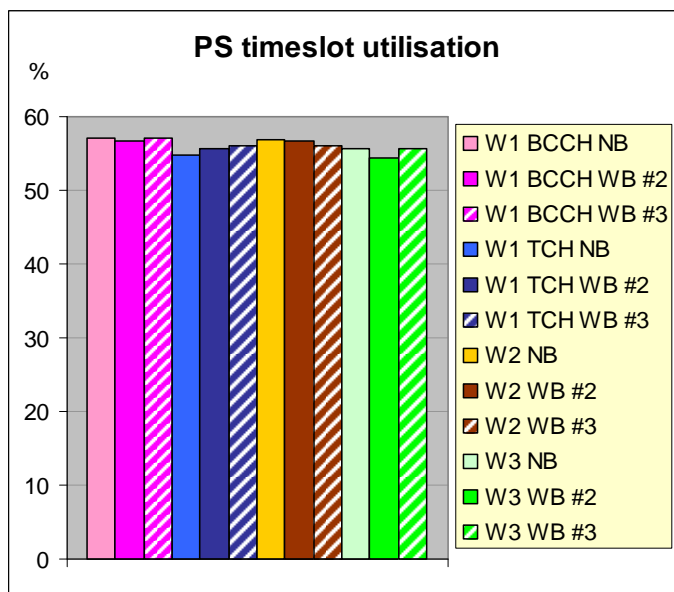 PS timeslot utilisation
%
60
50
40
30
20
10
0
W1 BCCH NB
W1 BCCH WB #2
W1 BCCH WB #3
W1 TCH NB
W1 TCH WB #2
W1 TCH WB #3
W2 NB
W2 WB #2
W2 WB #3
W3 NB
W3 WB #2
W3 WB #3